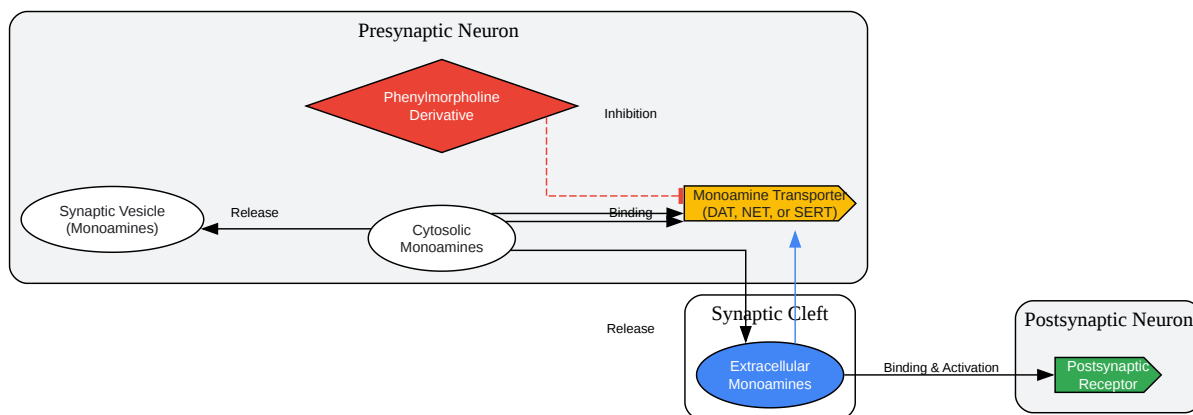 Presynaptic Neuron
Phenylmorpholine
Derivative
Inhibition
Monoamine Transporter
(DAT, NET, or SERT)
Synaptic Vesicle
(Monoamines)
Release
Cytosolic
Monoamines
Binding
Release
Synaptic Cleft
Extracellular
Monoamines
Binding & Activation
Postsynaptic Neuron
Postsynaptic
Receptor